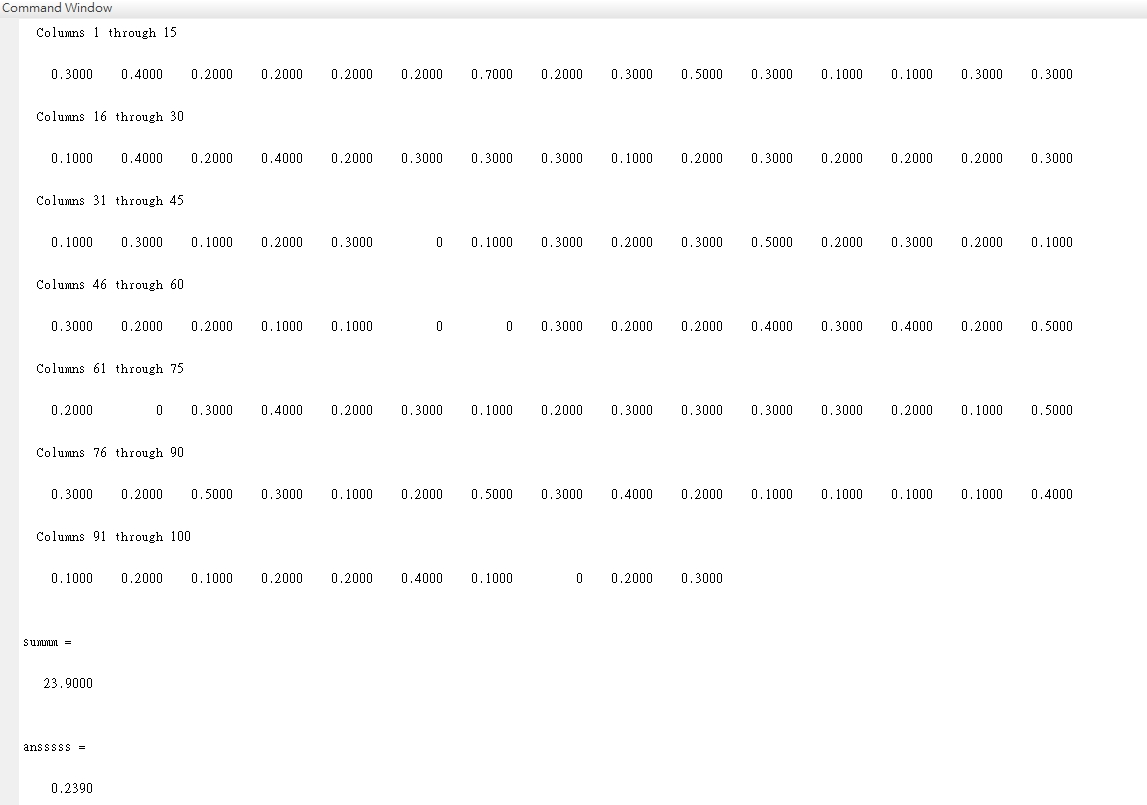 Command Window
Columns 1 through 15
0.3000 0.4000 0.2000 0.2000 0.2000 0.2000 0.7000 0.2000 0.3000 0.5000 0.3000 0.1000 0.1000 0.3000 0.3000
Columns 16 through 30
0.1000 0.4000 0.2000 0.4000 0.2000 0.3000 0.3000 0.3000 0.1000 0.2000 0.3000 0.2000 0.2000 0.2000 0.3000
Columns 31 through 45
0.1000 0.3000 0.1000 0.2000 0.3000 0 0.1000 0.3000 0.2000 0.3000 0.5000 0.2000 0.3000 0.2000 0.1000
Columns 46 through 60
0.3000 0.2000 0.2000 0.1000 0.1000 0 0 0.3000 0.2000 0.2000 0.4000 0.3000 0.4000 0.2000 0.5000
Columns 61 through 75
0.2000 0 0.3000 0.4000 0.2000 0.3000 0.1000 0.2000 0.3000 0.3000 0.3000 0.3000 0.2000 0.1000 0.5000
Columns 76 through 90
0.3000 0.2000 0.5000 0.3000 0.1000 0.2000 0.5000 0.3000 0.4000 0.2000 0.1000 0.1000 0.1000 0.1000 0.4000
Columns 91 through 100
0.1000 0.2000 0.1000 0.2000 0.2000 0.4000 0.1000 0 0.2000 0.3000
summm =
23.9000
ansssss =
0.2390